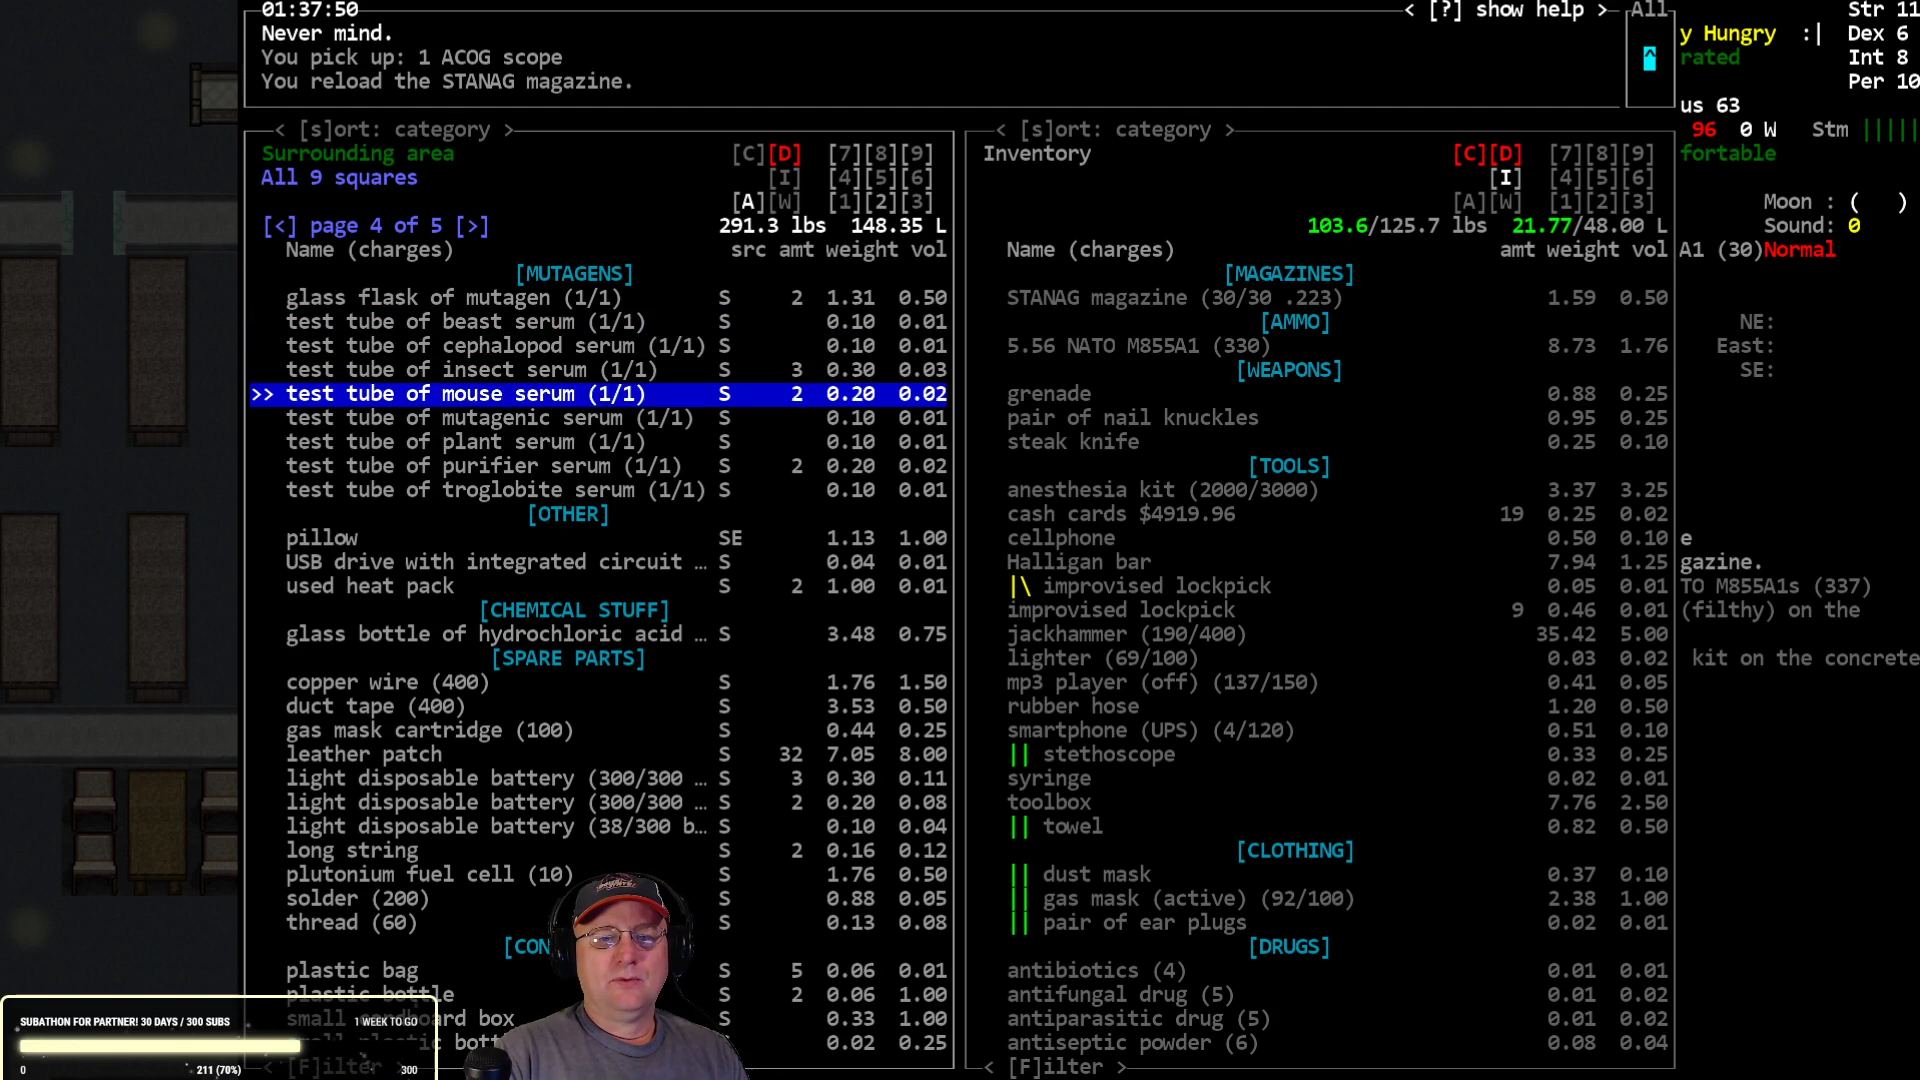 01:37:50
Never mind.
You pick up: 1 ACOG scope
You reload the STANAG magazine.
< [?] show help >
All
^
y Hungry :|
rated
us 63
96 0 W Stm |||||
fortable
Str 11
Dex 6
Int 8
Per 10
Moon : ( )
Sound: 0
A1 (30)Normal
NE:
East:
SE:
e
gazine.
TO M855A1s (337)
(filthy) on the
kit on the concrete
< [s]ort: category >
Surrounding area
All 9 squares
[C][D] [7][8][9]
[I] [4][5][6]
[A][W] [1][2][3]
[<] page 4 of 5 [>]
291.3 lbs 148.35 L
Name (charges) src amt weight vol
[MUTAGENS]
glass flask of mutagen (1/1) S 2 1.31 0.50
test tube of beast serum (1/1) S 0.10 0.01
test tube of cephalopod serum (1/1) S 0.10 0.01
test tube of insect serum (1/1) S 3 0.30 0.03
>> test tube of mouse serum (1/1) S 2 0.20 0.02
test tube of mutagenic serum (1/1) S 0.10 0.01
test tube of plant serum (1/1) S 0.10 0.01
test tube of purifier serum (1/1) S 2 0.20 0.02
test tube of troglobite serum (1/1) S 0.10 0.01
[OTHER]
pillow SE 1.13 1.00
USB drive with integrated circuit … S 0.04 0.01
used heat pack S 2 1.00 0.01
[CHEMICAL STUFF]
glass bottle of hydrochloric acid … S 3.48 0.75
[SPARE PARTS]
copper wire (400) S 1.76 1.50
duct tape (400) S 3.53 0.50
gas mask cartridge (100) S 0.44 0.25
leather patch S 32 7.05 8.00
light disposable battery (300/300 … S 3 0.30 0.11
light disposable battery (300/300 … S 2 0.20 0.08
light disposable battery (38/300 b… S 0.10 0.04
long string S 2 0.16 0.12
plutonium fuel cell (10) S 1.76 0.50
solder (200) S 0.88 0.05
thread (60) S 0.13 0.08
[CON
plastic bag S 5 0.06 0.01
plastic bottle S 2 0.06 1.00
small cardboard box S 0.33 1.00
small plastic bott S 0.02 0.25
< [F]ilter >
< [s]ort: category >
Inventory
[C][D] [7][8][9]
[I] [4][5][6]
[A][W] [1][2][3]
103.6/125.7 lbs 21.77/48.00 L
Name (charges) amt weight vol
[MAGAZINES]
STANAG magazine (30/30 .223) 1.59 0.50
[AMMO]
5.56 NATO M855A1 (330) 8.73 1.76
[WEAPONS]
grenade 0.88 0.25
pair of nail knuckles 0.95 0.25
steak knife 0.25 0.10
[TOOLS]
anesthesia kit (2000/3000) 3.37 3.25
cash cards $4919.96 19 0.25 0.02
cellphone 0.50 0.10
Halligan bar 7.94 1.25
|\ improvised lockpick 0.05 0.01
improvised lockpick 9 0.46 0.01
jackhammer (190/400) 35.42 5.00
lighter (69/100) 0.03 0.02
mp3 player (off) (137/150) 0.41 0.05
rubber hose 1.20 0.50
smartphone (UPS) (4/120) 0.51 0.10
|| stethoscope 0.33 0.25
syringe 0.02 0.01
toolbox 7.76 2.50
|| towel 0.82 0.50
[CLOTHING]
|| dust mask 0.37 0.10
|| gas mask (active) (92/100) 2.38 1.00
|| pair of ear plugs 0.02 0.01
[DRUGS]
antibiotics (4) 0.01 0.01
antifungal drug (5) 0.01 0.02
antiparasitic drug (5) 0.01 0.02
antiseptic powder (6) 0.08 0.04
< [F]ilter >
SUBATHON FOR PARTNER! 30 DAYS / 300 SUBS
1 WEEK TO GO
0 211 (70%) 300